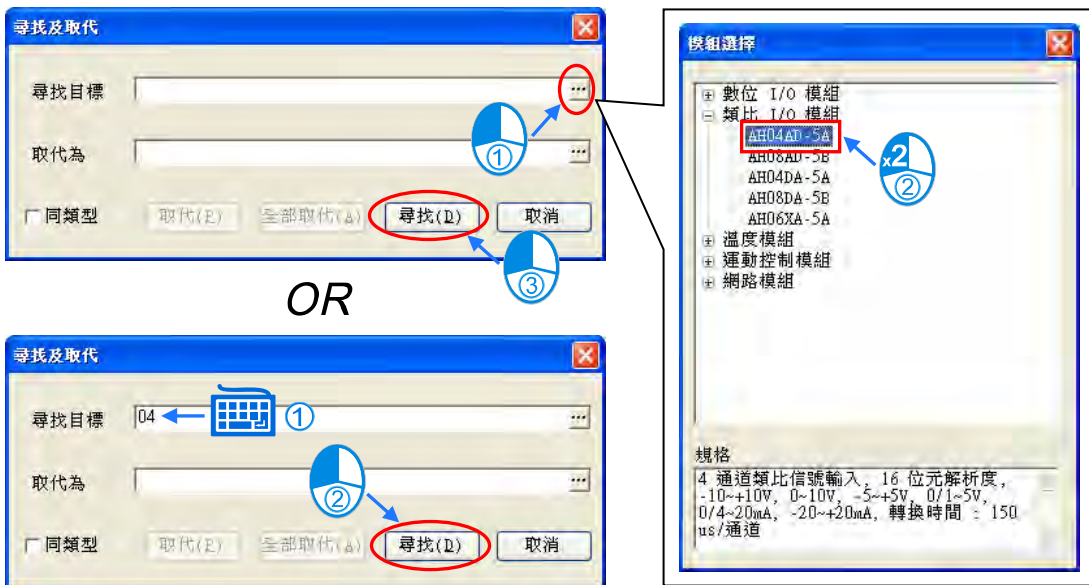 尋找及取代
尋找目標
...
①
取代為
...
同類型
取代(P)
全部取代(A)
尋找(D)
取消
③
OR
尋找及取代
尋找目標
04
①
...
取代為
②
...
同類型
取代(P)
全部取代(A)
尋找(D)
取消
模組選擇
數位 I/O 模組
類比 I/O 模組
AH04AD-5A
x2
②
AH08AD-5B
AH04DA-5A
AH08DA-5B
AH06XA-5A
溫度模組
運動控制模組
網路模組
規格
4 通道類比信號輸入, 16 位元解析度,
-10~+10V, 0~10V, -5~+5V, 0/1~5V,
0/4~20mA, -20~+20mA, 轉換時間 : 150
us/通道